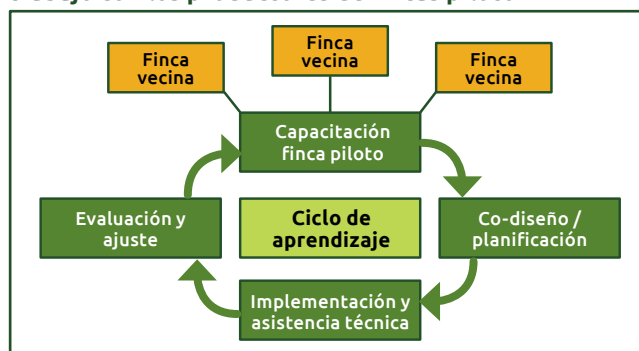 Finca
vecina
Finca
vecina
Finca
vecina
Capacitación
finca piloto
Evaluación y
ajuste
Ciclo de
aprendizaje
Co-diseño /
planificación
Implementación y
asistencia técnica